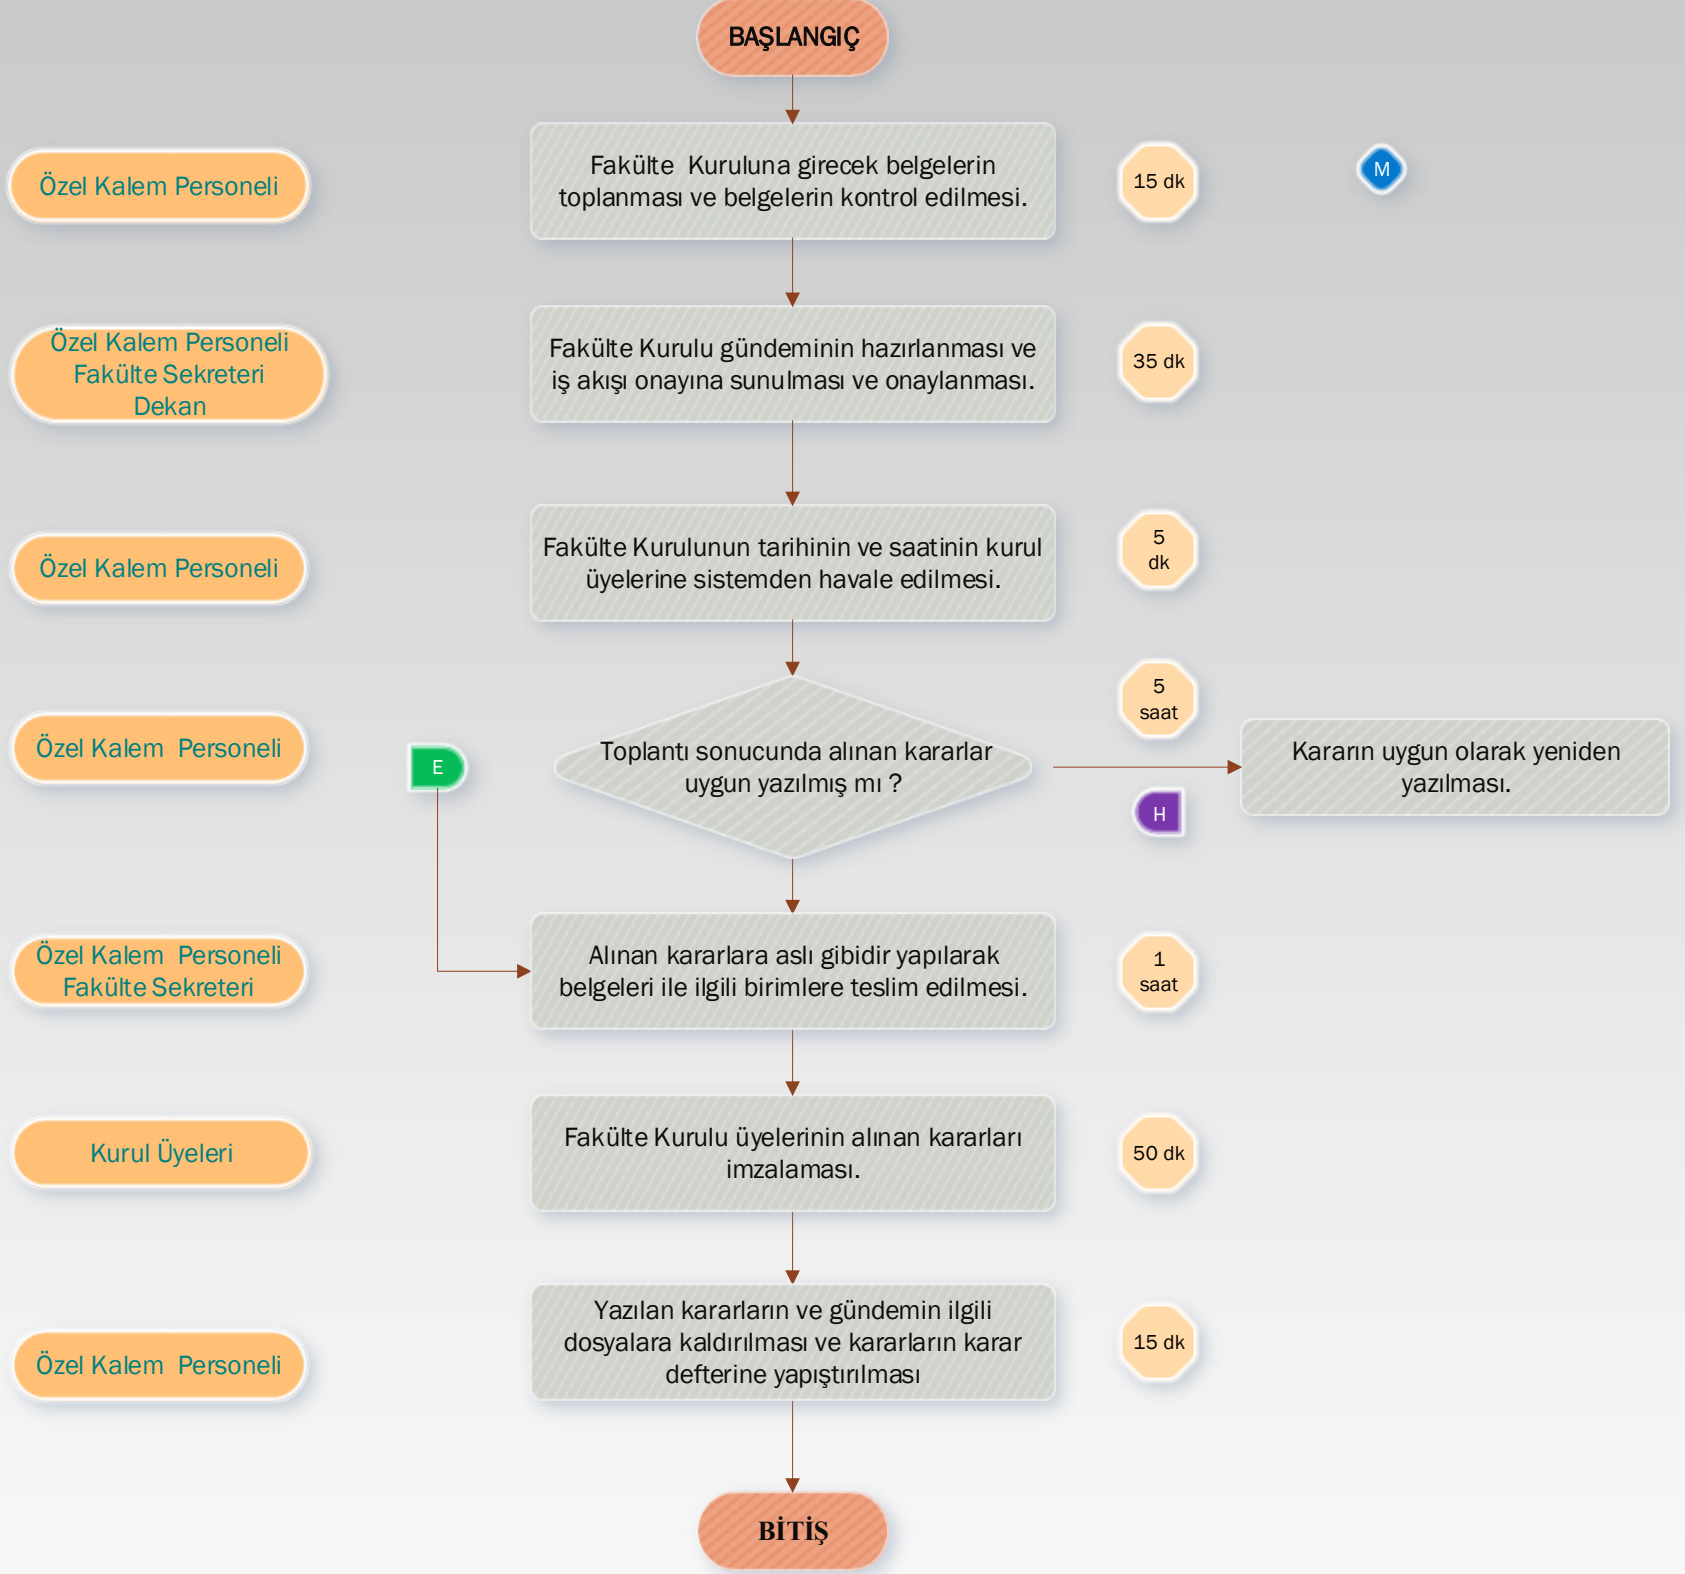 BAŞLANGIÇ
Özel Kalem Personeli
Fakülte Kuruluna girecek belgelerin
toplanması ve belgelerin kontrol edilmesi.
15 dk
M
Özel Kalem Personeli
Fakülte Sekreteri
Dekan
Fakülte Kurulu gündeminin hazırlanması ve
iş akışı onayına sunulması ve onaylanması.
35 dk
Özel Kalem Personeli
Fakülte Kurulunun tarihinin ve saatinin kurul
üyelerine sistemden havale edilmesi.
5
dk
Özel Kalem Personeli
E
Toplantı sonucunda alınan kararlar
uygun yazılmış mı ?
5
saat
H
Kararın uygun olarak yeniden
yazılması.
Özel Kalem Personeli
Fakülte Sekreteri
Alınan kararlara aslı gibidir yapılarak
belgeleri ile ilgili birimlere teslim edilmesi.
1
saat
Kurul Üyeleri
Fakülte Kurulu üyelerinin alınan kararları
imzalaması.
50 dk
Özel Kalem Personeli
Yazılan kararların ve gündemin ilgili
dosyalara kaldırılması ve kararların karar
defterine yapıştırılması
15 dk
BİTİŞ